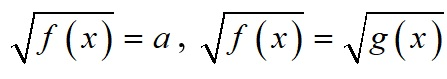 √f(x) = a, √f(x) = √g(x)